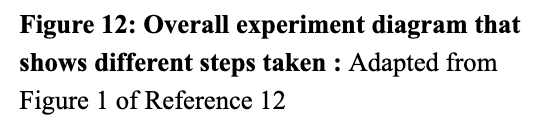 Figure 12: Overall experiment diagram that
shows different steps taken : Adapted from
Figure 1 of Reference 12